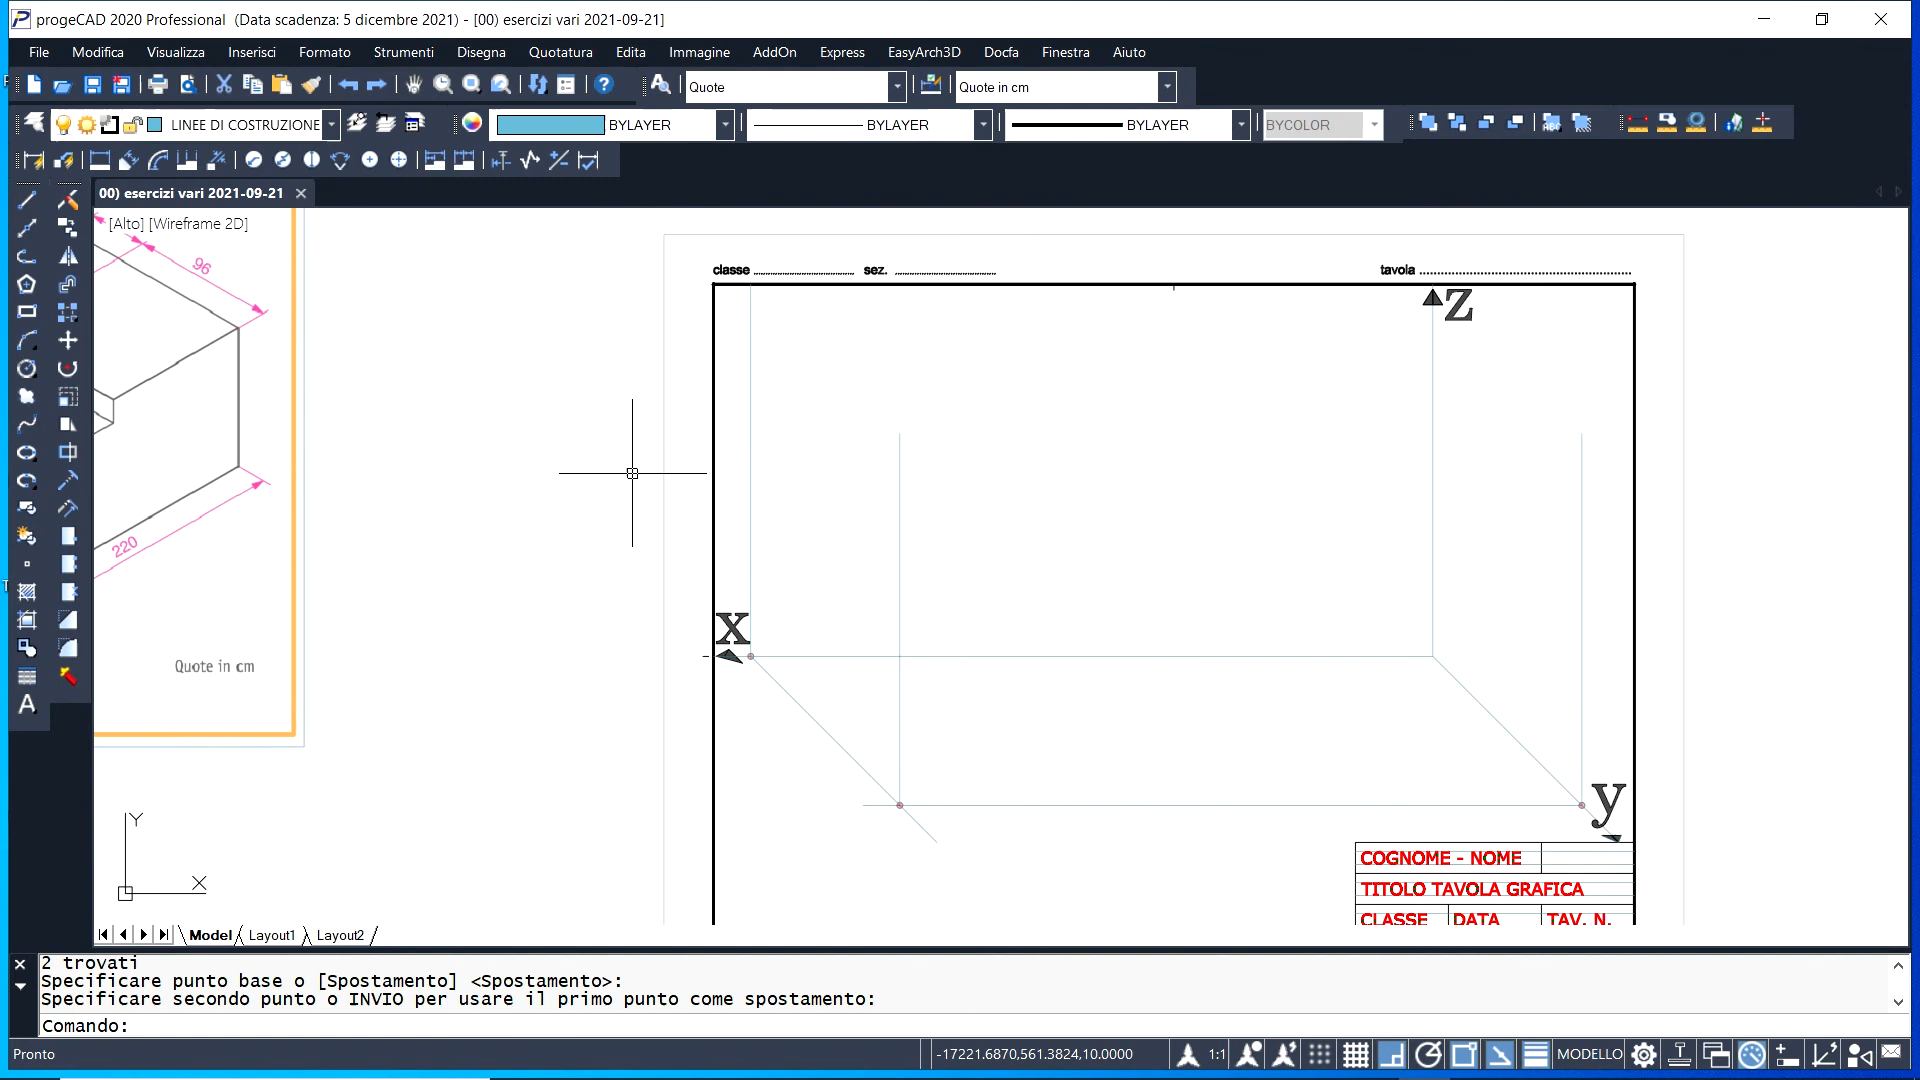 progeCAD 2020 Professional (Data scadenza: 5 dicembre 2021) - [00) esercizi vari 2021-09-21]
File Modifica Visualizza Inserisci Formato Strumenti Disegna Quotatura Edita Immagine AddOn Express EasyArch3D Docfa Finestra Aiuto
Quote Quote in cm
LINEE DI COSTRUZIONE BYLAYER BYLAYER BYLAYER BYCOLOR
00) esercizi vari 2021-09-21
[Alto] [Wireframe 2D]
96
220
Quote in cm
classe sez. tavola
Z
X
y
COGNOME - NOME
TITOLO TAVOLA GRAFICA
CLASSE DATA TAV. N.
Y
X
Model Layout1 Layout2
2 trovati
Specificare punto base o [Spostamento] <Spostamento>:
Specificare secondo punto o INVIO per usare il primo punto come spostamento:
Comando:
Pronto -17221.6870,561.3824,10.0000 1:1 MODELLO